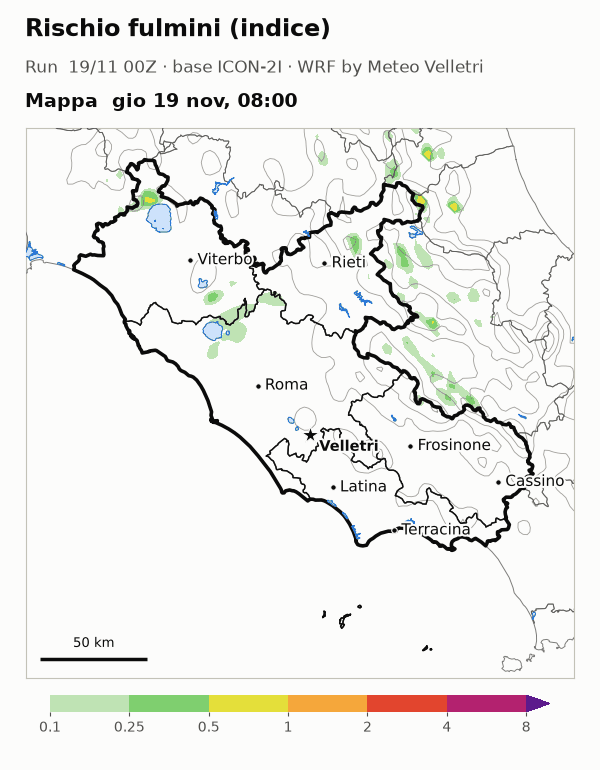 Rischio fulmini (indice)
Run  19/11 00Z · base ICON-2I · WRF by Meteo Velletri
Mappa  gio 19 nov, 08:00
Viterbo
Rieti
Roma
Velletri
Frosinone
Latina
Cassino
Terracina
50 km
0.1 0.25 0.5 1 2 4 8